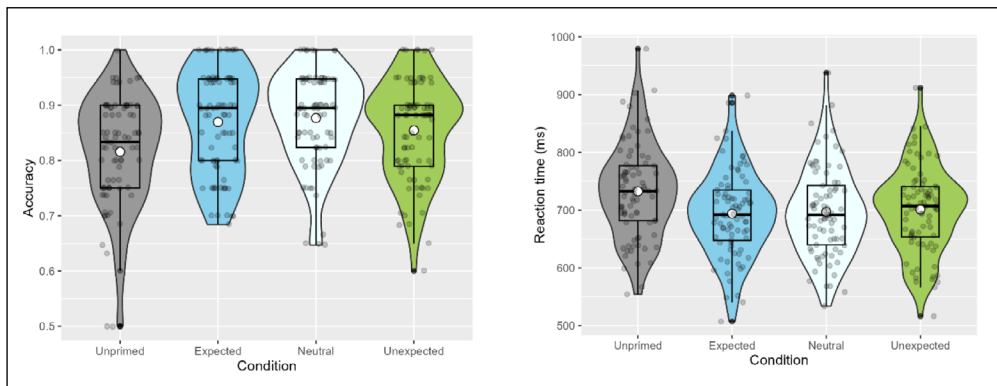 1.0
0.9
0.8
0.7
0.6
0.5
Accuracy
Unprimed Expected Neutral Unexpected
Condition
1000
900
800
700
600
500
Reaction time (ms)
Unprimed Expected Neutral Unexpected
Condition